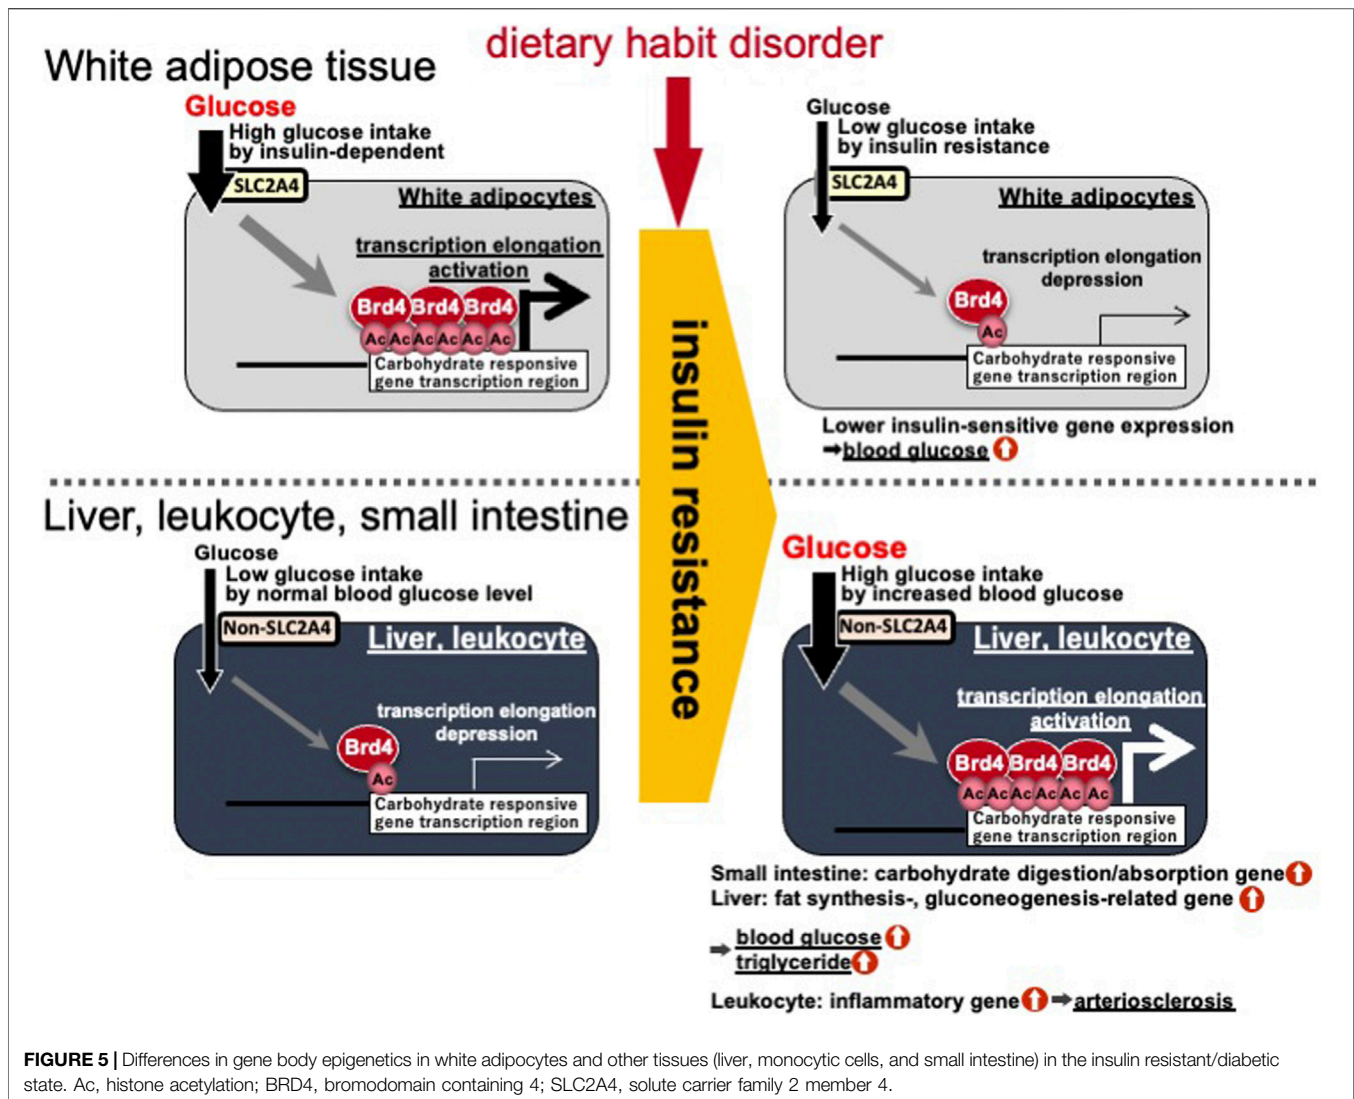 dietary habit disorder
White adipose tissue
Glucose
High glucose intake
by insulin-dependent
SLC2A4
White adipocytes
transcription elongation
activation
Brd4 Brd4 Brd4
Ac Ac Ac Ac Ac Ac
Carbohydrate responsive
gene transcription region
Glucose
Low glucose intake
by insulin resistance
SLC2A4
White adipocytes
transcription elongation
depression
Brd4
Ac
Carbohydrate responsive
gene transcription region
Lower insulin-sensitive gene expression
➡blood glucose
insulin resistance
Liver, leukocyte, small intestine
Glucose
Low glucose intake
by normal blood glucose level
Non-SLC2A4
Liver, leukocyte
transcription elongation
depression
Brd4
Ac
Carbohydrate responsive
gene transcription region
Glucose
High glucose intake
by increased blood glucose
Non-SLC2A4
Liver, leukocyte
transcription elongation
activation
Brd4 Brd4 Brd4
Ac Ac Ac Ac Ac Ac
Carbohydrate responsive
gene transcription region
Small intestine: carbohydrate digestion/absorption gene
Liver: fat synthesis-, gluconeogenesis-related gene
➡ blood glucose
triglyceride
Leukocyte: inflammatory gene ➡ arteriosclerosis
FIGURE 5 | Differences in gene body epigenetics in white adipocytes and other tissues (liver, monocytic cells, and small intestine) in the insulin resistant/diabetic
state. Ac, histone acetylation; BRD4, bromodomain containing 4; SLC2A4, solute carrier family 2 member 4.